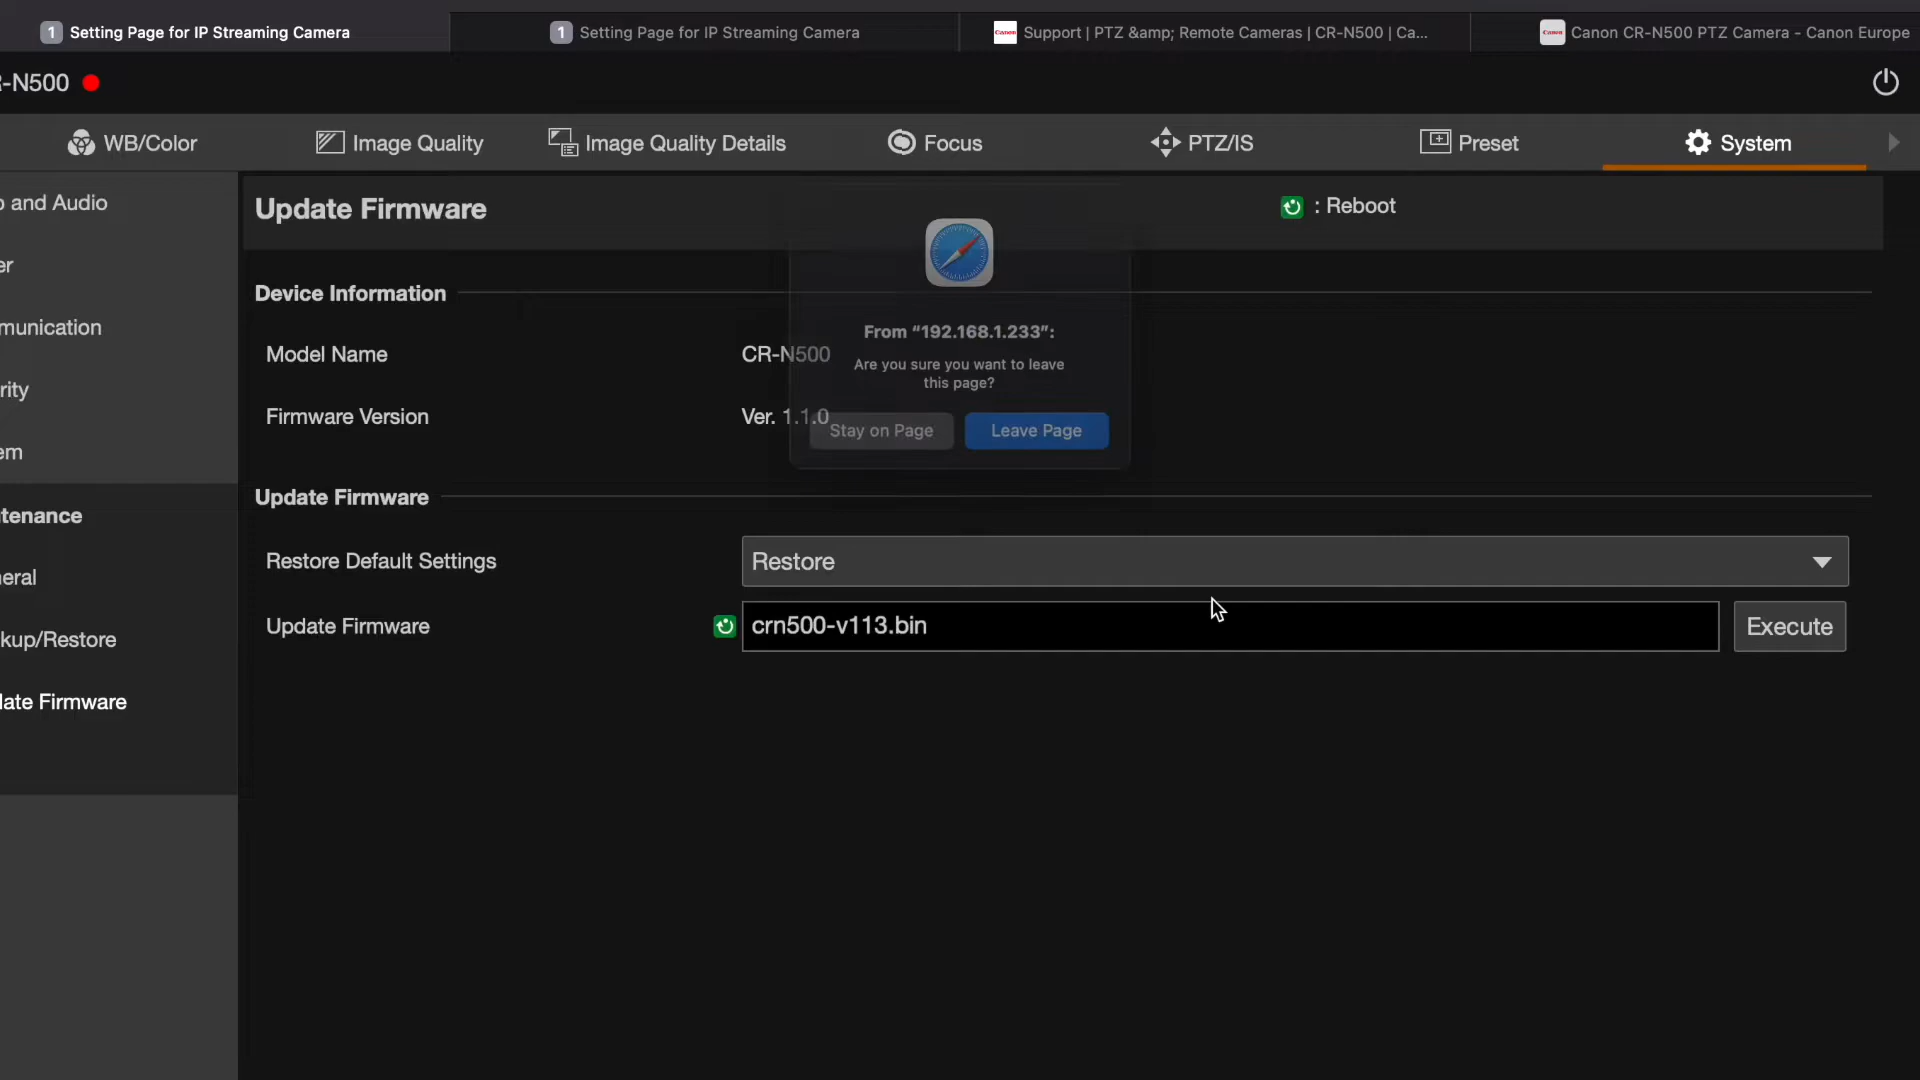 1 Setting Page for IP Streaming Camera
1 Setting Page for IP Streaming Camera
Canon Support | PTZ &amp; Remote Cameras | CR-N500 | Ca...
Canon Canon CR-N500 PTZ Camera - Canon Europe
-N500
WB/Color
Image Quality
Image Quality Details
Focus
PTZ/IS
Preset
System
and Audio
er
munication
rity
em
tenance
eral
kup/Restore
ate Firmware
Update Firmware
: Reboot
Device Information
Model Name
CR-N500
Firmware Version
Ver. 1.1.0
From “192.168.1.233”:
Are you sure you want to leave
this page?
Stay on Page
Leave Page
Update Firmware
Restore Default Settings
Restore
Update Firmware
crn500-v113.bin
Execute